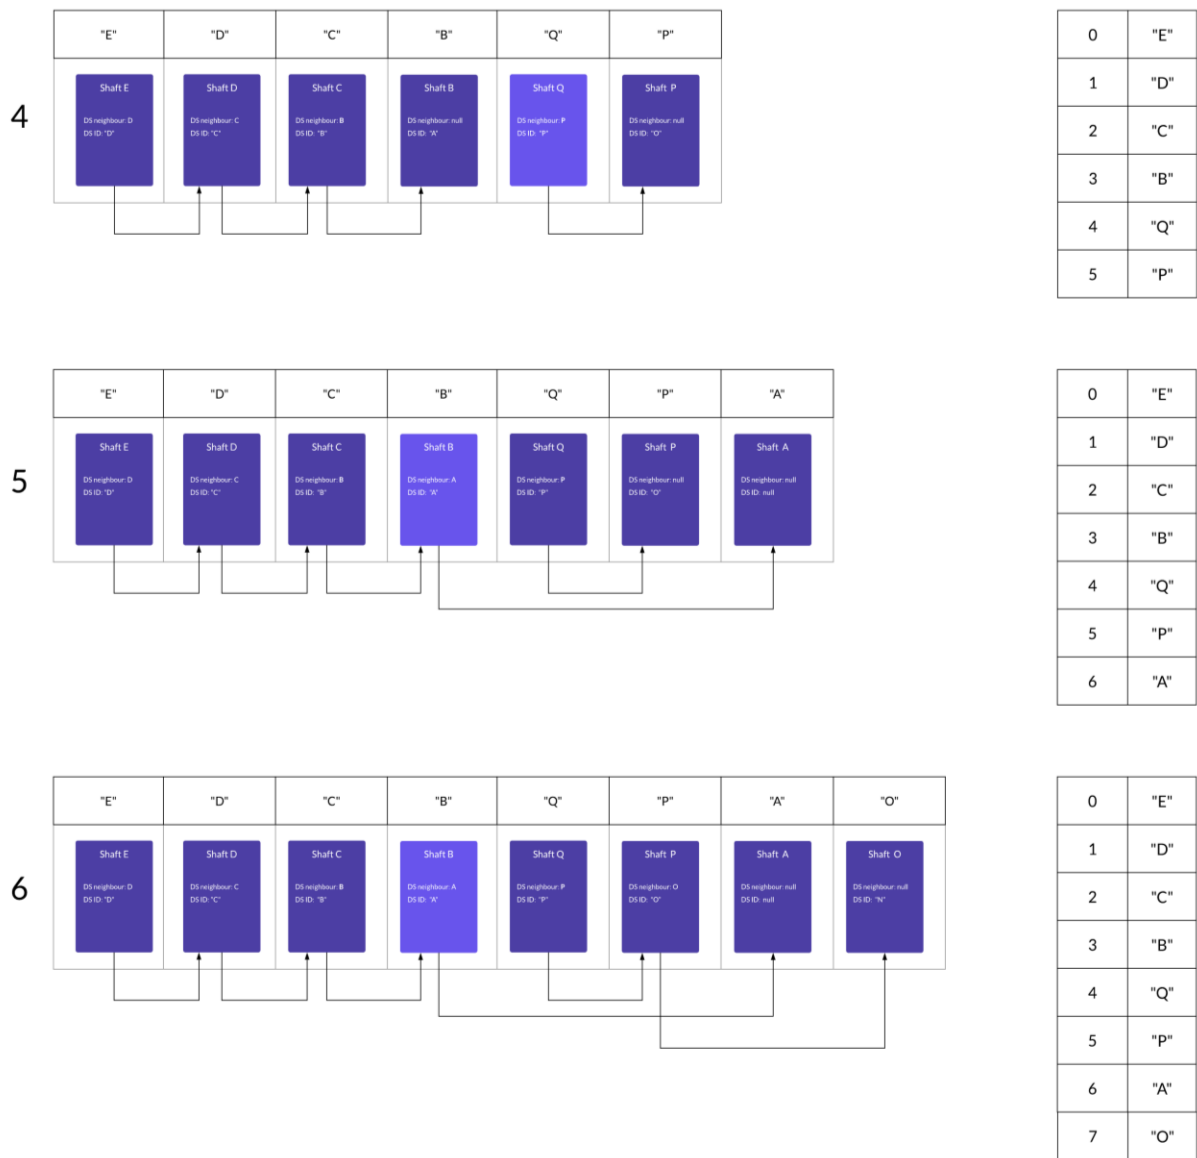 4
"E" "D" "C" "B" "Q" "P"
Shaft E Shaft D Shaft C Shaft B Shaft Q Shaft P
DS neighbour: D DS neighbour: C DS neighbour: B DS neighbour: null DS neighbour: P DS neighbour: null
DS ID: "D" DS ID: "C" DS ID: "B" DS ID: "A" DS ID: "P" DS ID: "O"
0 "E"
1 "D"
2 "C"
3 "B"
4 "Q"
5 "P"
5
"E" "D" "C" "B" "Q" "P" "A"
Shaft E Shaft D Shaft C Shaft B Shaft Q Shaft P Shaft A
DS neighbour: D DS neighbour: C DS neighbour: B DS neighbour: A DS neighbour: P DS neighbour: null DS neighbour: null
DS ID: "D" DS ID: "C" DS ID: "B" DS ID: "A" DS ID: "P" DS ID: "O" DS ID: null
0 "E"
1 "D"
2 "C"
3 "B"
4 "Q"
5 "P"
6 "A"
6
"E" "D" "C" "B" "Q" "P" "A" "O"
Shaft E Shaft D Shaft C Shaft B Shaft Q Shaft P Shaft A Shaft O
DS neighbour: D DS neighbour: C DS neighbour: B DS neighbour: A DS neighbour: P DS neighbour: O DS neighbour: null DS neighbour: null
DS ID: "D" DS ID: "C" DS ID: "B" DS ID: "A" DS ID: "P" DS ID: "O" DS ID: null DS ID: "N"
0 "E"
1 "D"
2 "C"
3 "B"
4 "Q"
5 "P"
6 "A"
7 "O"